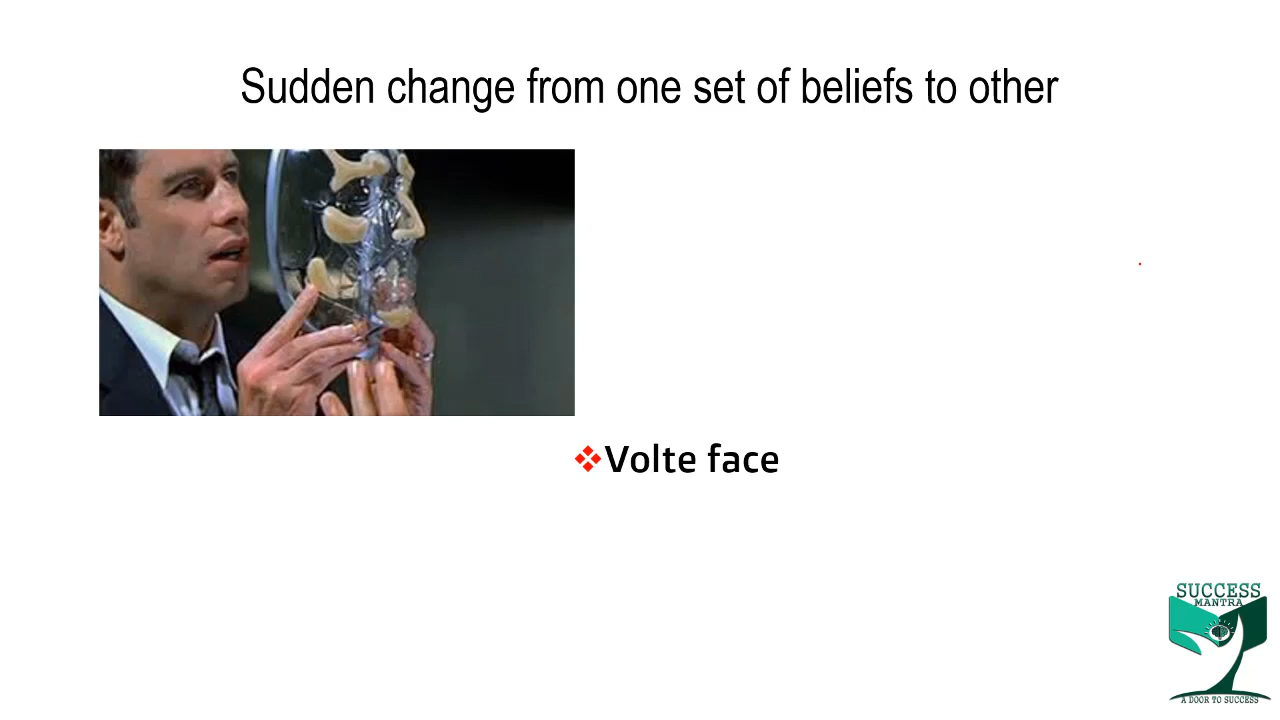 Sudden change from one set of beliefs to other
Volte face
SUCCESS
MANTRA
A DOOR TO SUCCESS